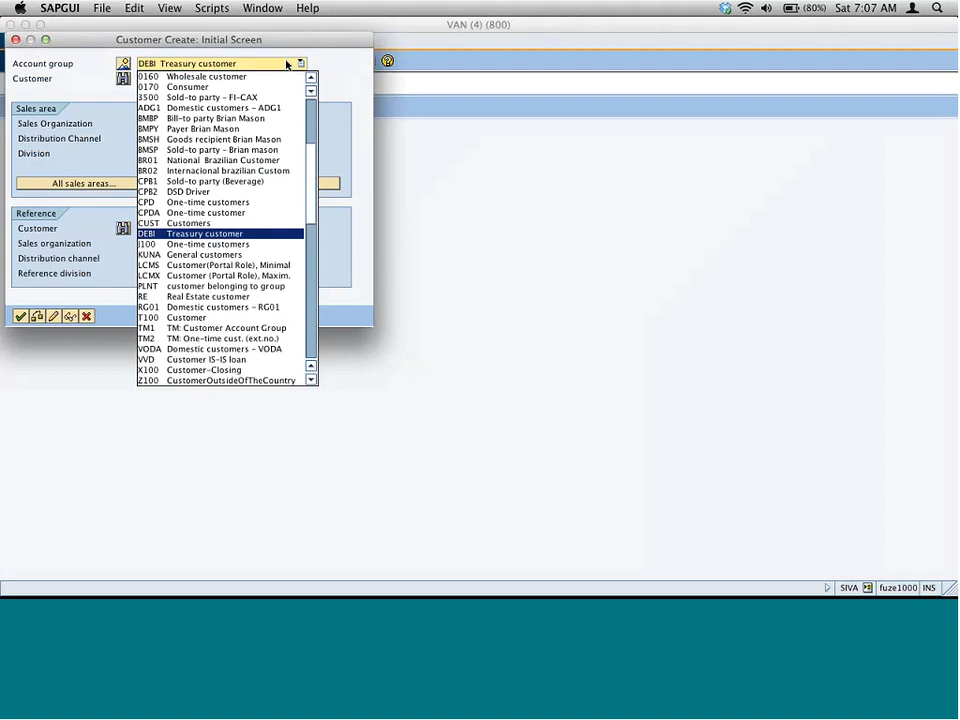 SAPGUI File Edit View Scripts Window Help (80%) Sat 7:07 AM
VAN (4) (800)
Customer Create: Initial Screen
Account group DEBI Treasury customer
Customer
0160 Wholesale customer
0170 Consumer
3500 Sold-to party - FI-CAX
ADG1 Domestic customers - ADG1
BMBP Bill-to party Brian Mason
BMPY Payer Brian Mason
BMSH Goods recipient Brian Mason
BMSP Sold-to party - Brian mason
BR01 National Brazilian Customer
BR02 Internacional brazilian Custom
CPB1 Sold-to party (Beverage)
CPB2 DSD Driver
CPD One-time customers
CPDA One-time customer
CUST Customers
DEBI Treasury customer
J100 One-time customers
KUNA General customers
LCMS Customer(Portal Role), Minimal
LCMX Customer (Portal Role), Maxim.
PLNT customer belonging to group
RE Real Estate customer
RG01 Domestic customers - RG01
T100 Customer
TM1 TM: Customer Account Group
TM2 TM: One-time cust. (ext.no.)
VODA Domestic customers - VODA
VVD Customer IS-IS loan
X100 Customer-Closing
Z100 CustomerOutsideOfTheCountry
Sales area
Sales Organization
Distribution Channel
Division
All sales areas...
Reference
Customer
Sales organization
Distribution channel
Reference division
SIVA fuze1000 INS